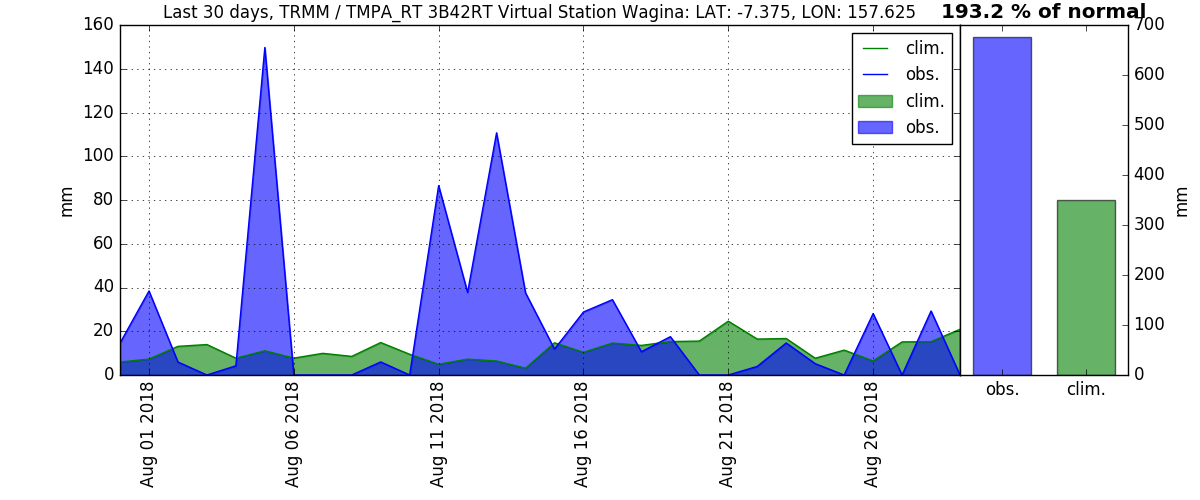 Last 30 days, TRMM / TMPA_RT 3B42RT Virtual Station Wagina: LAT: -7.375, LON: 157.625
193.2 % of normal
160
140
120
100
80
60
40
20
0
mm
clim.
obs.
clim.
obs.
Aug 01 2018
Aug 06 2018
Aug 11 2018
Aug 16 2018
Aug 21 2018
Aug 26 2018
700
600
500
400
300
200
100
0
mm
obs.
clim.